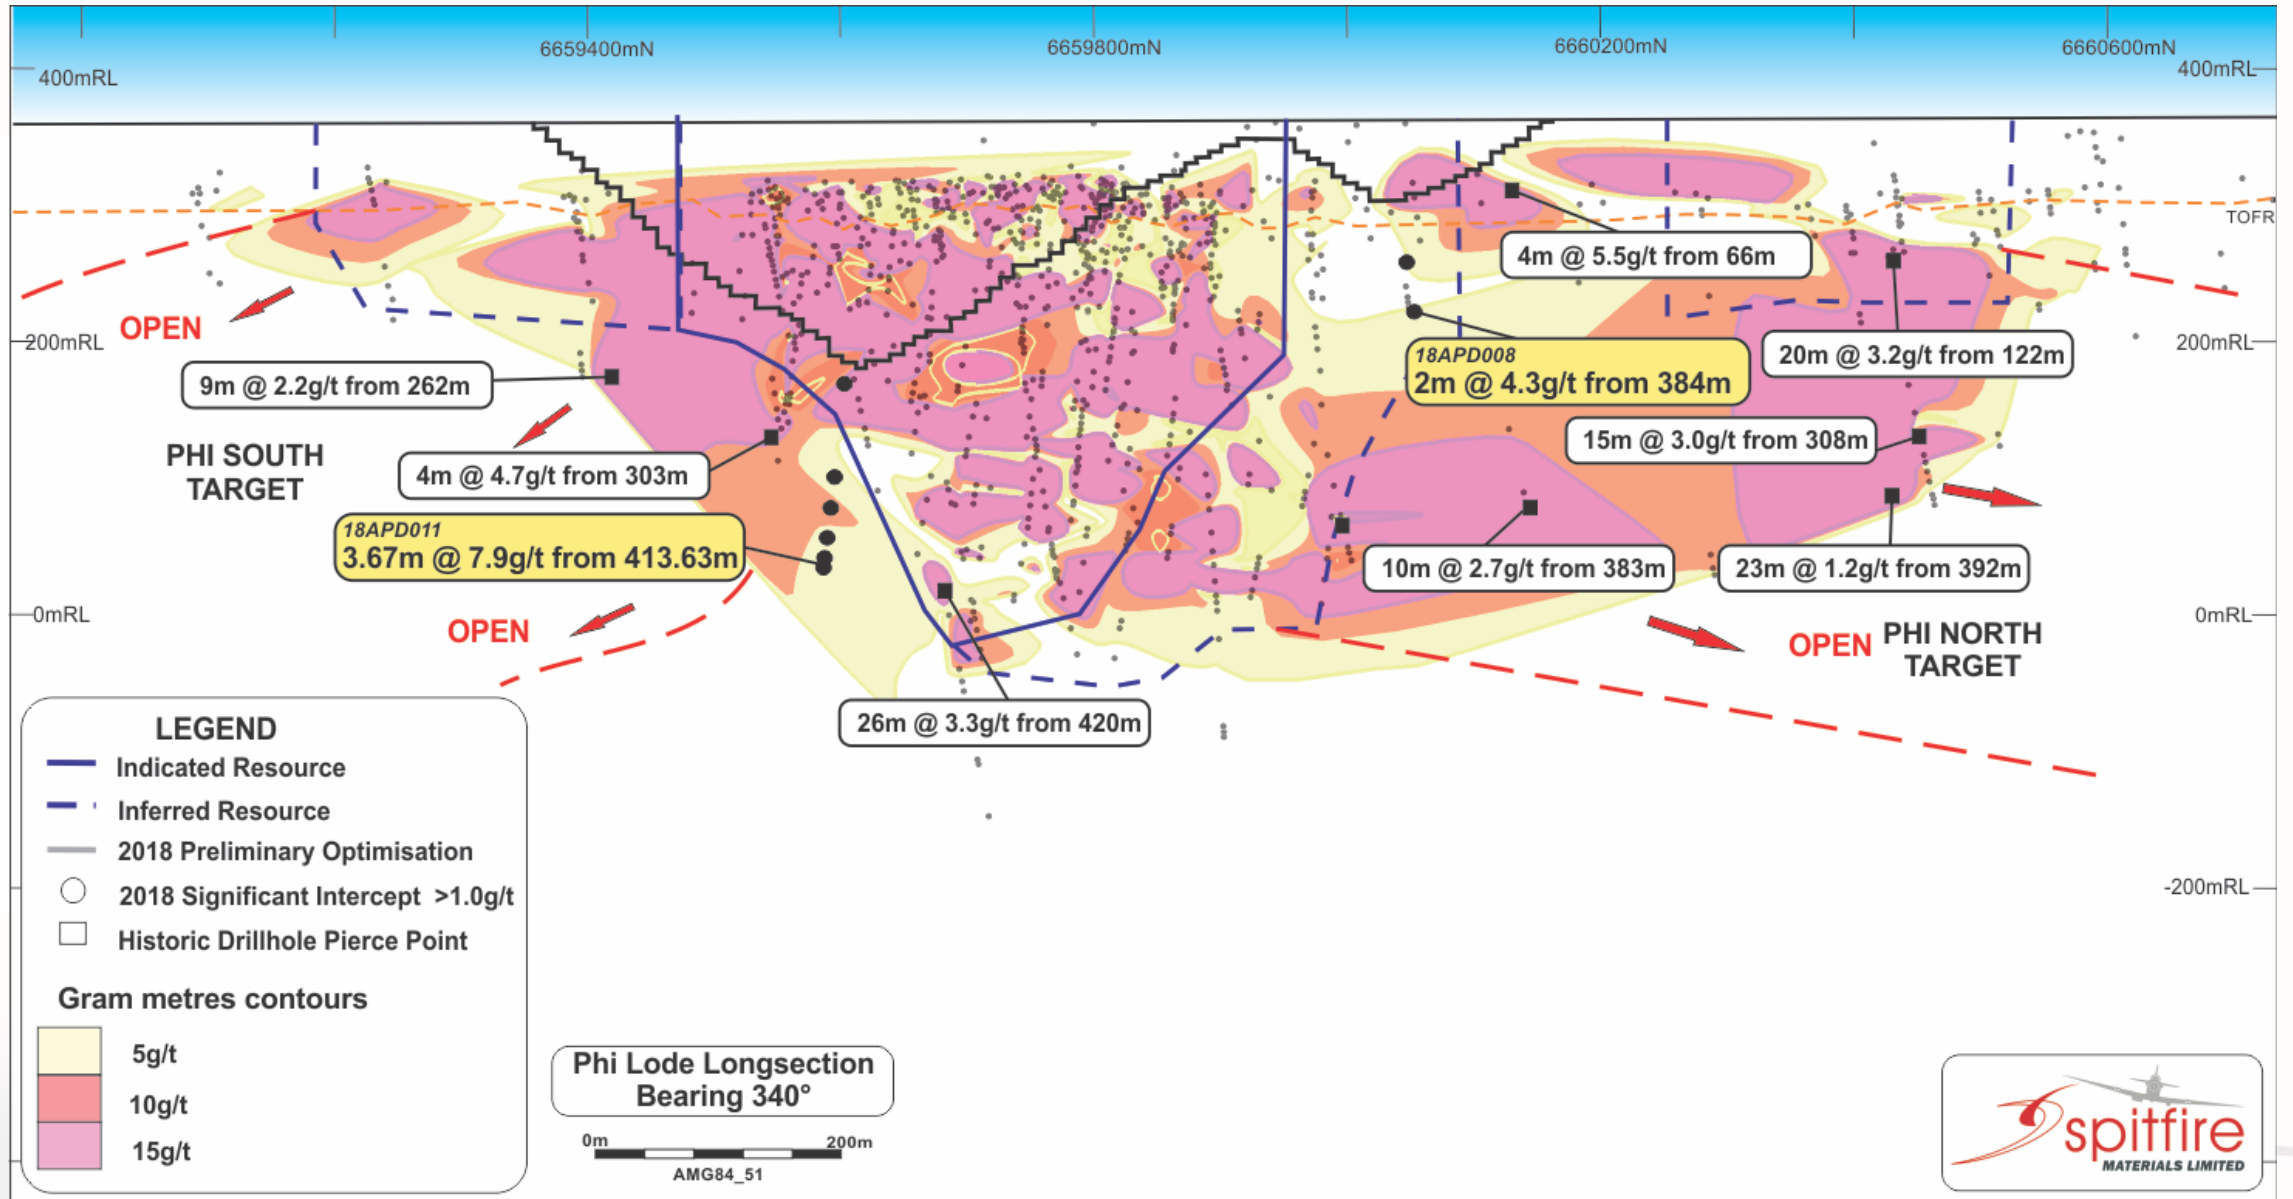 6659400mN
6659800mN
6660200mN
6660600mN
400mRL
400mRL
TOFR
4m @ 5.5g/t from 66m
OPEN
200mRL
200mRL
18APD008
2m @ 4.3g/t from 384m
20m @ 3.2g/t from 122m
9m @ 2.2g/t from 262m
15m @ 3.0g/t from 308m
PHI SOUTH
TARGET
4m @ 4.7g/t from 303m
18APD011
3.67m @ 7.9g/t from 413.63m
10m @ 2.7g/t from 383m
23m @ 1.2g/t from 392m
0mRL
0mRL
OPEN
OPEN
PHI NORTH
TARGET
26m @ 3.3g/t from 420m
LEGEND
Indicated Resource
Inferred Resource
2018 Preliminary Optimisation
2018 Significant Intercept >1.0g/t
Historic Drillhole Pierce Point
-200mRL
Gram metres contours
5g/t
10g/t
15g/t
Phi Lode Longsection
Bearing 340°
0m
200m
AMG84_51
spitfire
MATERIALS LIMITED